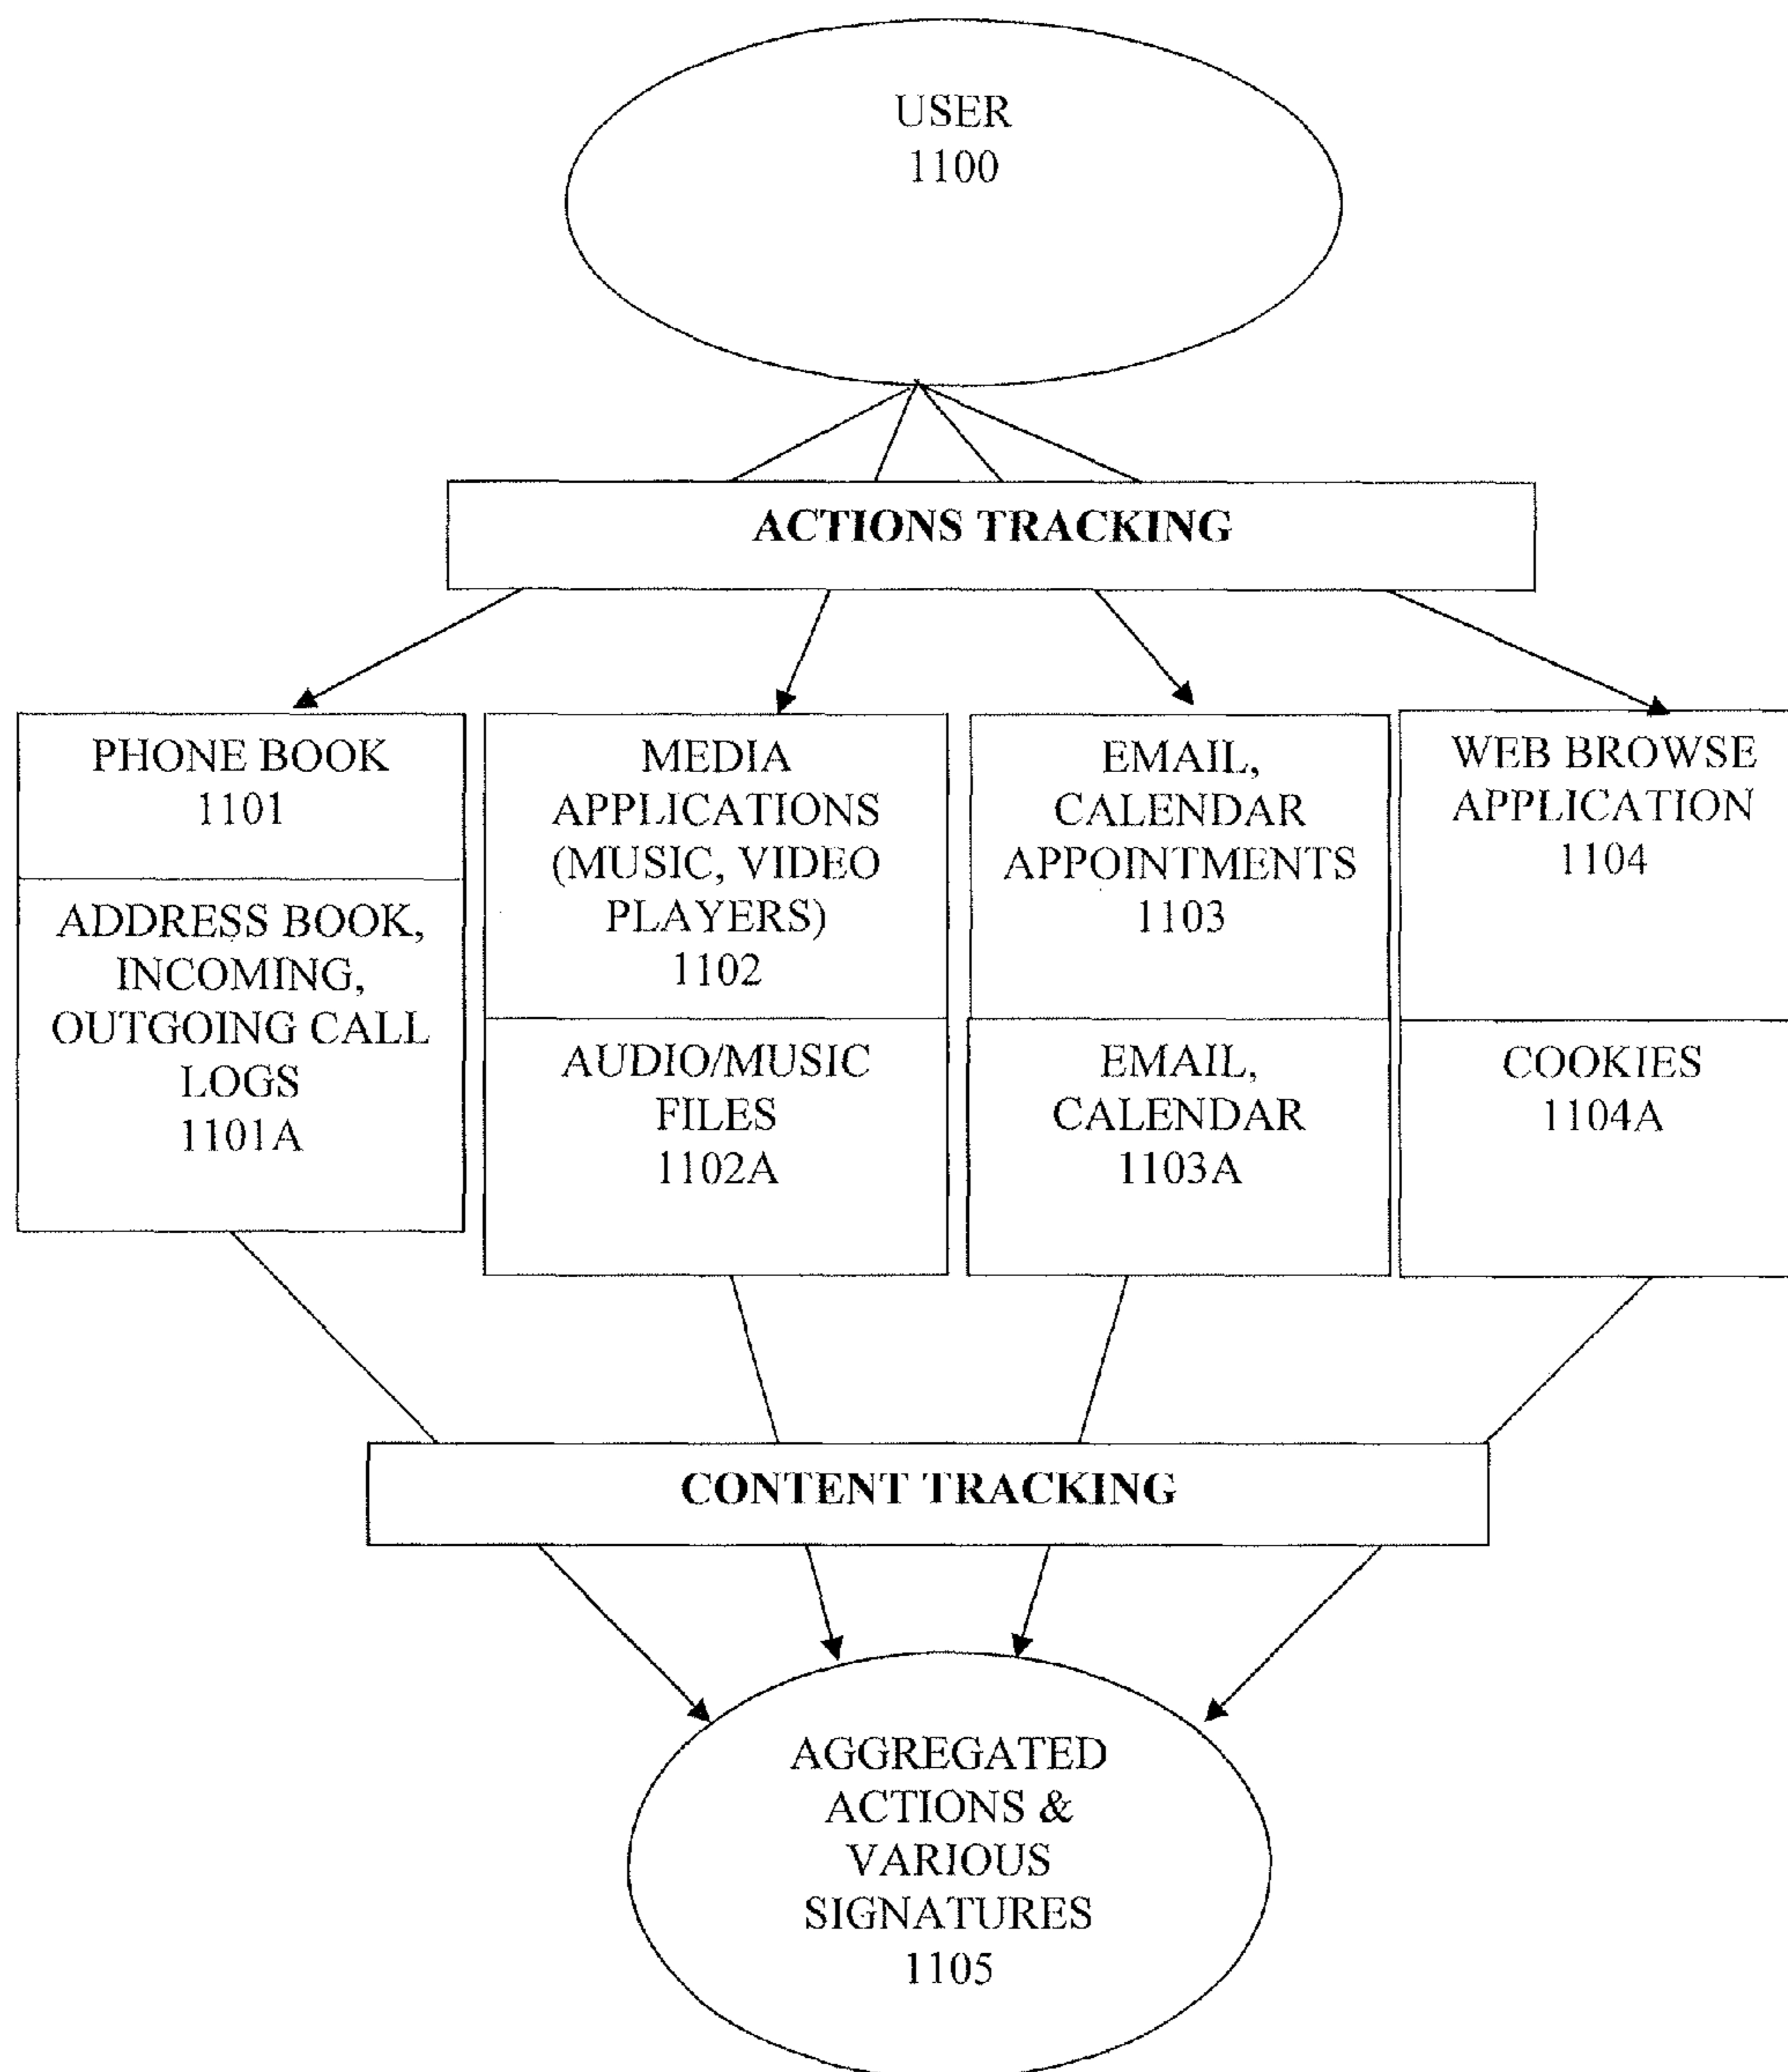 USER
1100
ACTIONS TRACKING
PHONE BOOK
1101
ADDRESS BOOK,
INCOMING,
OUTGOING CALL
LOGS
1101A
MEDIA
APPLICATIONS
(MUSIC, VIDEO
PLAYERS)
1102
AUDIO/MUSIC
FILES
1102A
EMAIL,
CALENDAR
APPOINTMENTS
1103
EMAIL,
CALENDAR
1103A
WEB BROWSE
APPLICATION
1104
COOKIES
1104A
CONTENT TRACKING
AGGREGATED
ACTIONS &
VARIOUS
SIGNATURES
1105